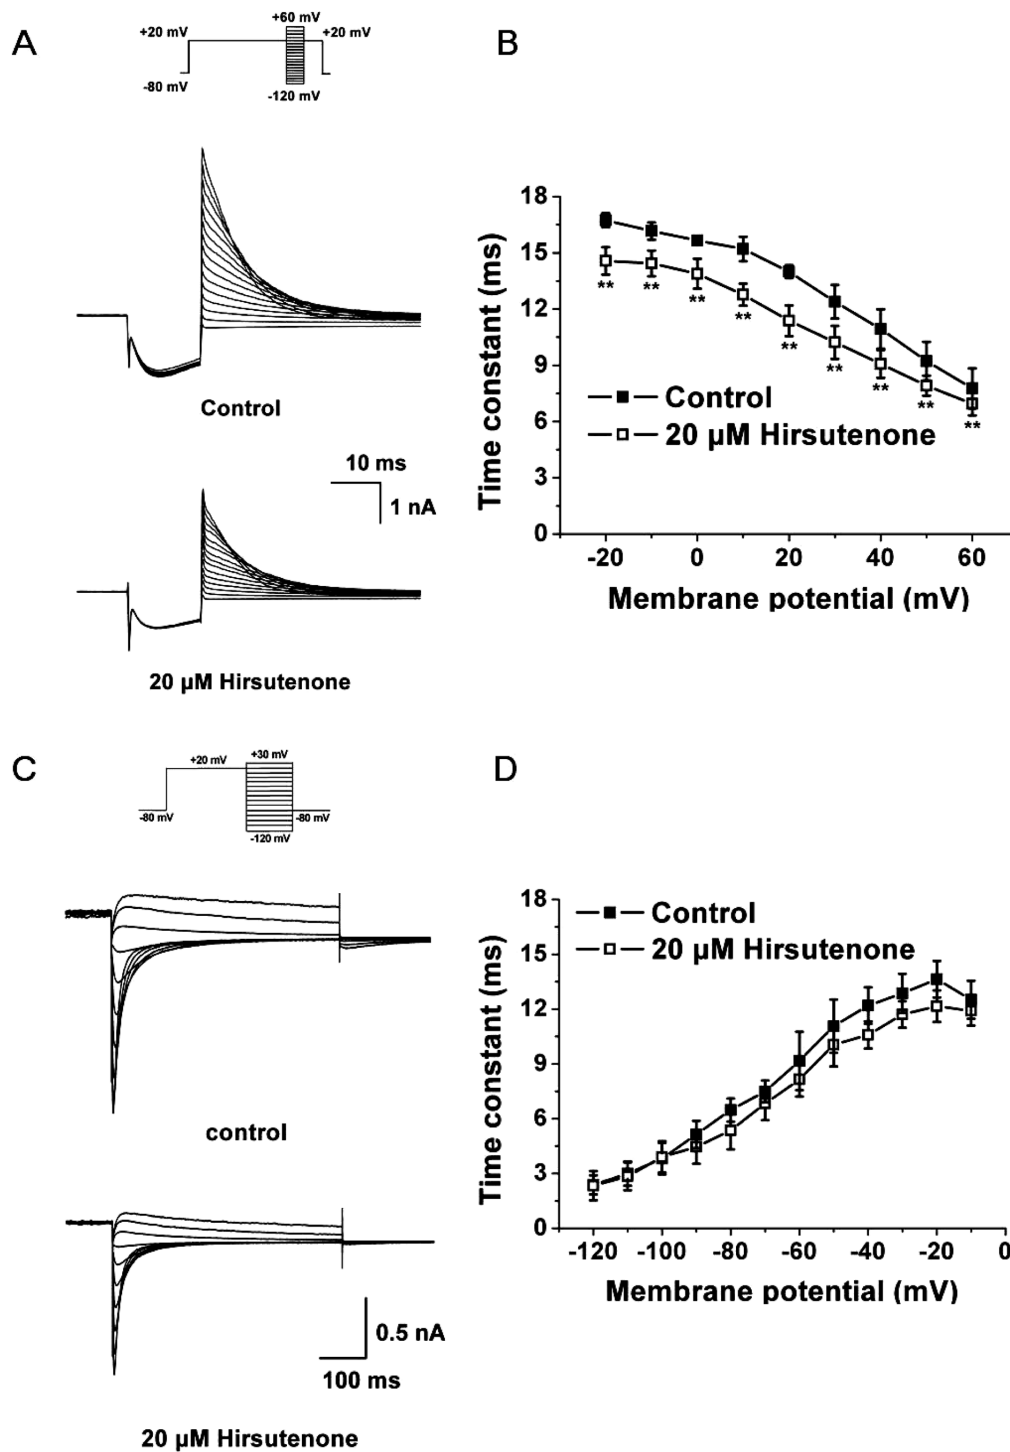 A
+60 mV
+20 mV
+20 mV
-80 mV
-120 mV
Control
10 ms
1 nA
20 µM Hirsutenone
B
18
15
12
9
6
3
0
Time constant (ms)
** ** ** ** ** ** ** ** **
Control
20 µM Hirsutenone
-20 0 20 40 60
Membrane potential (mV)
C
+30 mV
+20 mV
-80 mV
-80 mV
-120 mV
control
0.5 nA
100 ms
20 µM Hirsutenone
D
18
15
12
9
6
3
0
Time constant (ms)
Control
20 µM Hirsutenone
-120 -100 -80 -60 -40 -20 0
Membrane potential (mV)